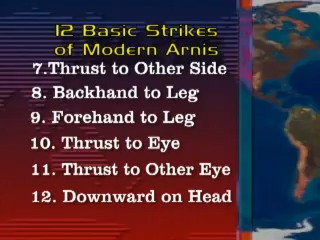 12 Basic Strikes
of Modern Arnis
7.Thrust to Other Side
8. Backhand to Leg
9. Forehand to Leg
10. Thrust to Eye
11. Thrust to Other Eye
12. Downward on Head